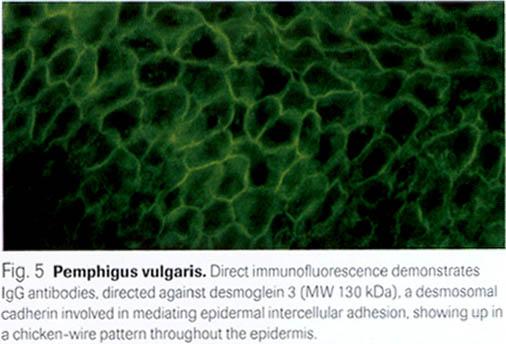 Fig. 5 Pemphigus vulgaris. Direct immunofluorescence demonstrates
IgG antibodies, directed against desmoglein 3 (MW 130 kDa), a desmosomal
cadherin involved in mediating epidermal intercellular adhesion, showing up in
a chicken-wire pattern throughout the epidermis.